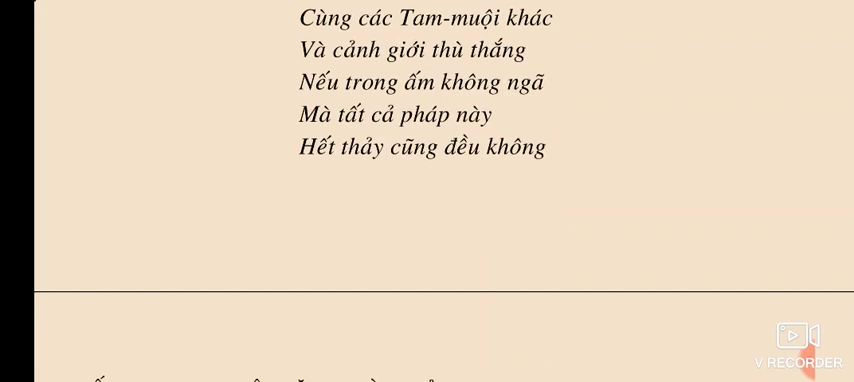 Cùng các Tam-muội khác
Và cảnh giới thù thắng
Nếu trong ấm không ngã
Mà tất cả pháp này
Hết thảy cũng đều không
V RECORDER